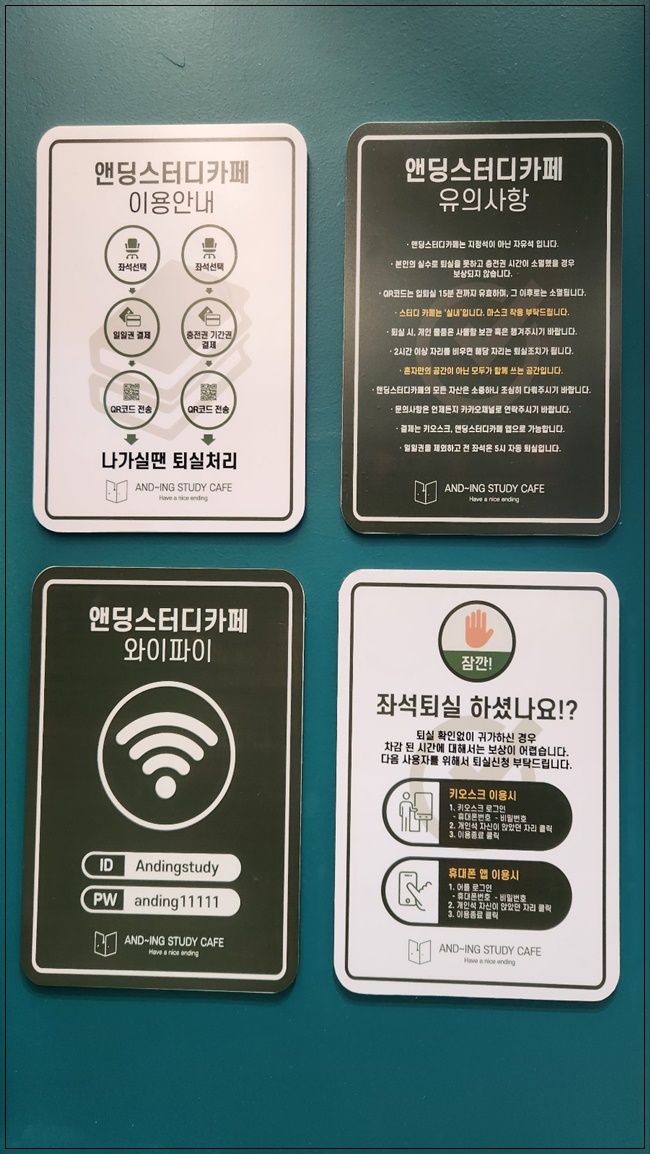 앤딩스터디카페
이용안내
좌석선택
좌석선택
일일권 결제
충전권 기간권
결제
QR코드 전송
QR코드 전송
나가실땐 퇴실처리
AND~ING STUDY CAFE
Have a nice ending
앤딩스터디카페
유의사항
· 앤딩스터디카페는 지정석이 아닌 자유석 입니다.
· 본인의 실수로 퇴실을 못하고 충전권 시간이 소멸했을 경우
보상되지 않습니다.
· QR코드는 입퇴실 15분 전까지 유효하며, 그 이후로는 소멸됩니다.
· 스터디 카페는 '실내'입니다. 마스크 착용 부탁드립니다.
· 퇴실 시, 개인 물품은 사물함 보관 혹은 챙겨주시기 바랍니다.
· 2시간 이상 자리를 비우면 해당 자리는 퇴실조치가 됩니다.
· 혼자만의 공간이 아닌 모두가 함께 쓰는 공간입니다.
· 앤딩스터디카페의 모든 자산은 소중하니 조심히 다뤄주시기 바랍니다.
· 문의사항은 언제든지 카카오채널로 연락주시기 바랍니다.
· 결제는 키오스크, 앤딩스터디카페 앱으로 가능합니다.
· 일일권을 제외하고 전 좌석은 5시 자동 퇴실입니다.
AND~ING STUDY CAFE
Have a nice ending
앤딩스터디카페
와이파이
ID Andingstudy
PW anding11111
AND~ING STUDY CAFE
Have a nice ending
잠깐!
좌석퇴실 하셨나요!?
퇴실 확인없이 귀가하신 경우
차감 된 시간에 대해서는 보상이 어렵습니다.
다음 사용자를 위해서 퇴실신청 부탁드립니다.
키오스크 이용시
1. 키오스크 로그인
- 휴대폰번호 - 비밀번호
2. 개인석 자신이 앉았던 자리 클릭
3. 이용종료 클릭
휴대폰 앱 이용시
1. 어플 로그인
- 휴대폰번호 - 비밀번호
2. 개인석 자신이 앉았던 자리 클릭
3. 이용종료 클릭
AND~ING STUDY CAFE
Have a nice ending